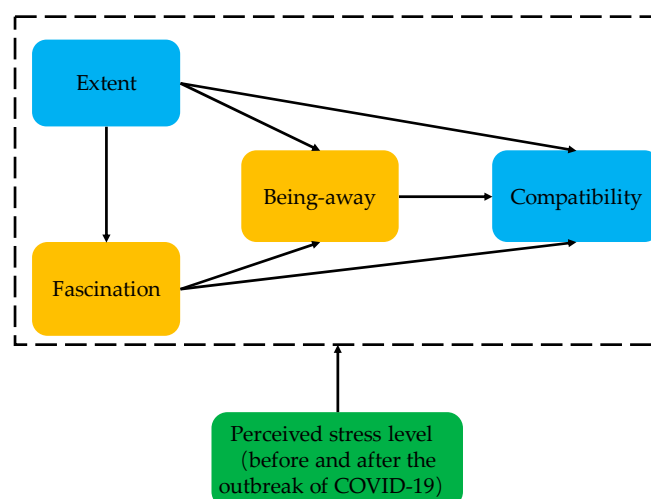 Extent
Being-away
Compatibility
Fascination
Perceived stress level
(before and after the
outbreak of COVID-19)